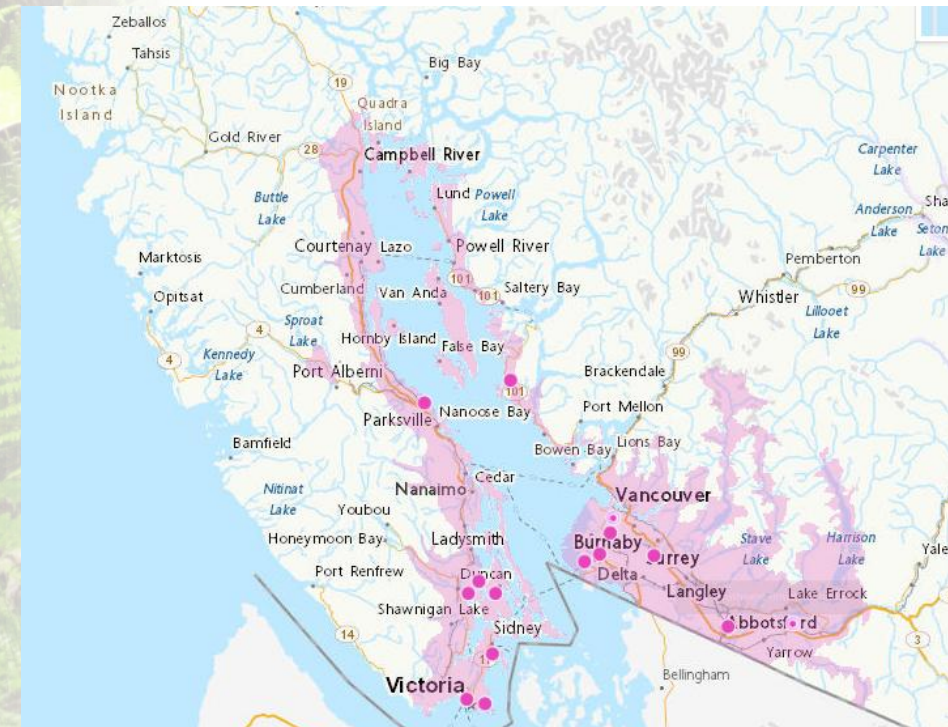 Zeballos
Tahsis
Nootka
Island
Big Bay
19
Quadra
Island
Gold River
28
Campbell River
Carpenter
Lake
Buttle
Lake
Lund
Powell
Lake
Anderson
Lake
Sha
Seton
Lake
Courtenay
Lazo
Powell River
Marktosis
Pemberton
Cumberland
Van Anda
101
101
Saltery Bay
99
Opitsat
Whistler
Sproat
Lake
Lillooet
Lake
4
Hornby Island
False Bay
Kennedy
Lake
4
99
Port Alberni
Brackendale
101
Parksville
Nanoose Bay
Port Mellon
Bamfield
Bowen Bay
Lions Bay
Cedar
Nitinat
Lake
Nanaimo
Vancouver
Youbou
Honeymoon Bay
Ladysmith
Burnaby
Surrey
Stave
Lake
Harrison
Lake
Yale
Port Renfrew
Duncan
Delta
Langley
Lake Errock
Shawnigan Lake
Abbotsford
14
Sidney
3
Yarrow
Victoria
Bellingham